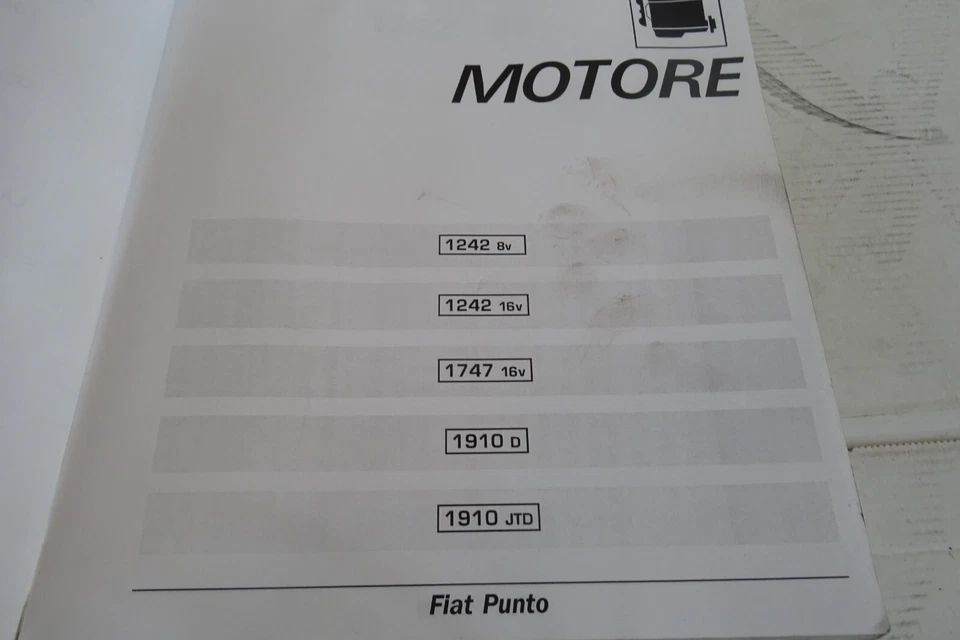 MOTORE
1242 8v
1242 16v
1747 16v
1910 D
1910 JTD
Fiat Punto